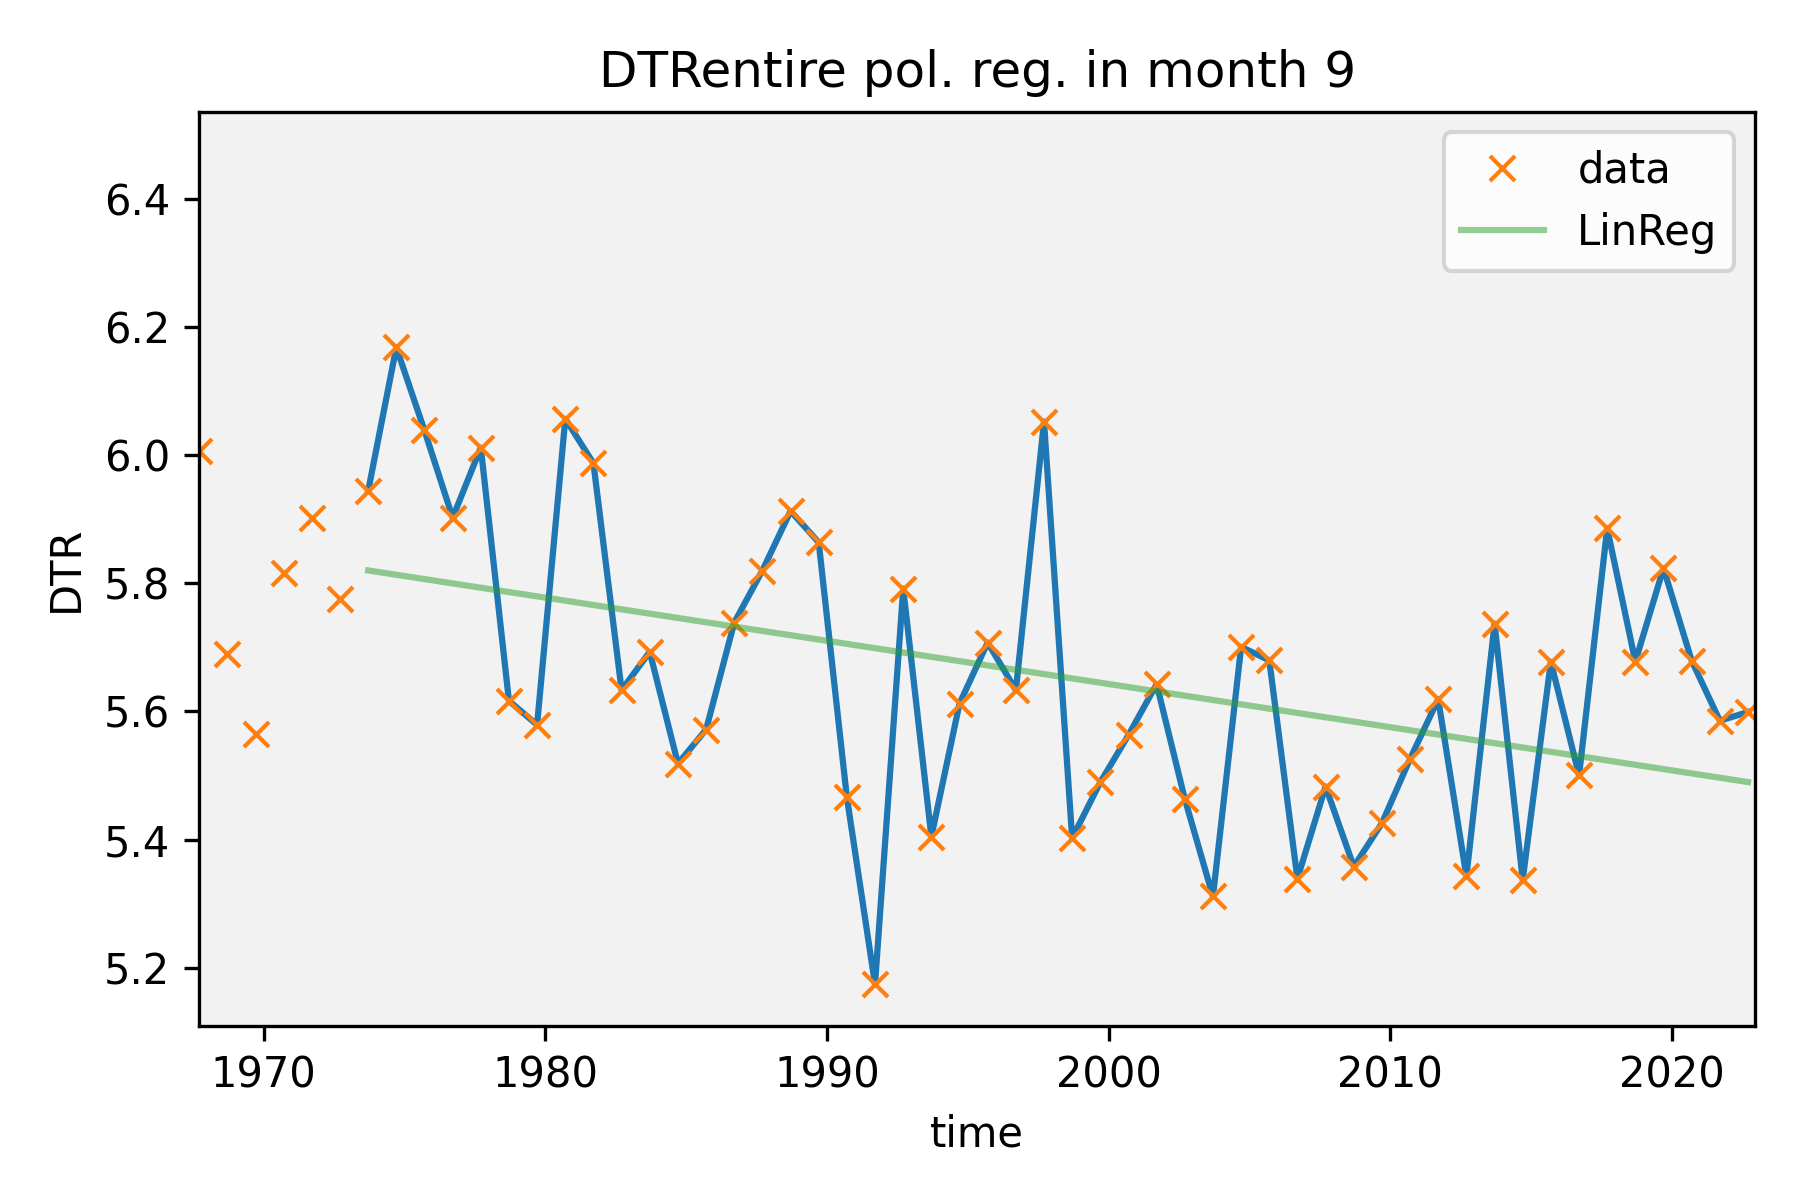 DTRentire pol. reg. in month 9
data
LinReg
6.4
6.2
6.0
5.8
5.6
5.4
5.2
DTR
1970 1980 1990 2000 2010 2020
time